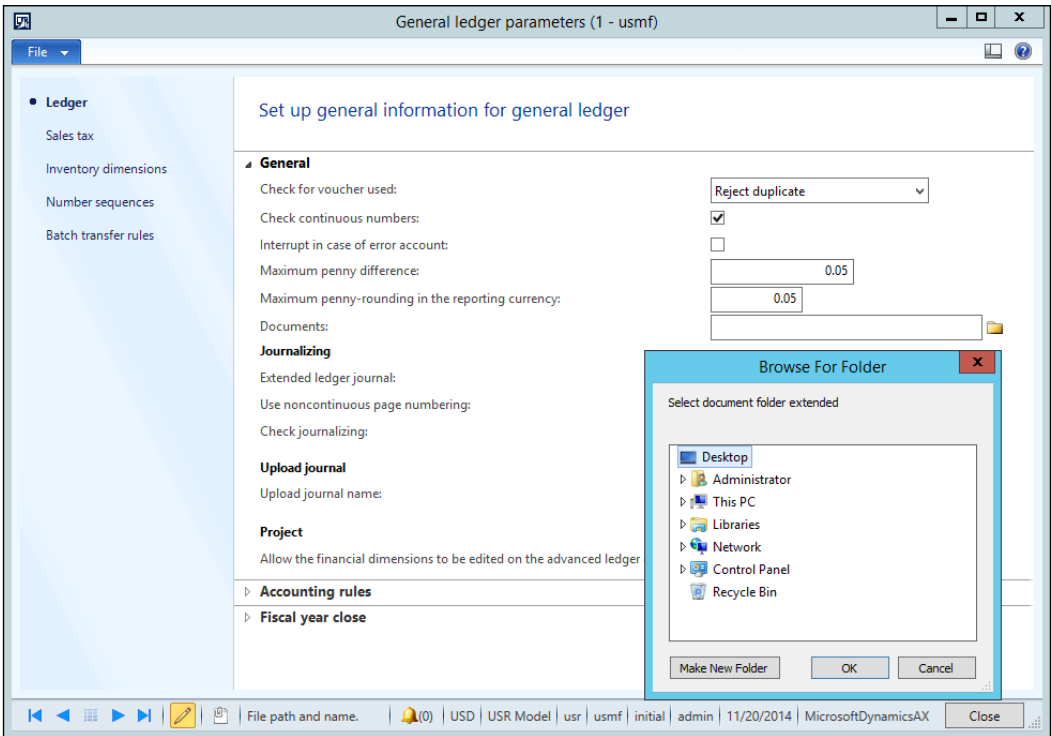 General ledger parameters (1 - usmf)
File
Ledger
Sales tax
Inventory dimensions
Number sequences
Batch transfer rules
Set up general information for general ledger
General
Check for voucher used:
Reject duplicate
Check continuous numbers:
Interrupt in case of error account:
Maximum penny difference:
0.05
Maximum penny-rounding in the reporting currency:
0.05
Documents:
Journalizing
Extended ledger journal:
Use noncontinuous page numbering:
Check journalizing:
Upload journal
Upload journal name:
Project
Allow the financial dimensions to be edited on the advanced ledger
Accounting rules
Fiscal year close
Browse For Folder
x
Select document folder extended
Desktop
Administrator
This PC
Libraries
Network
Control Panel
Recycle Bin
Make New Folder
OK
Cancel
File path and name.
(0)
USD
USR Model
usr
usmf
initial
admin
11/20/2014
MicrosoftDynamicsAX
Close